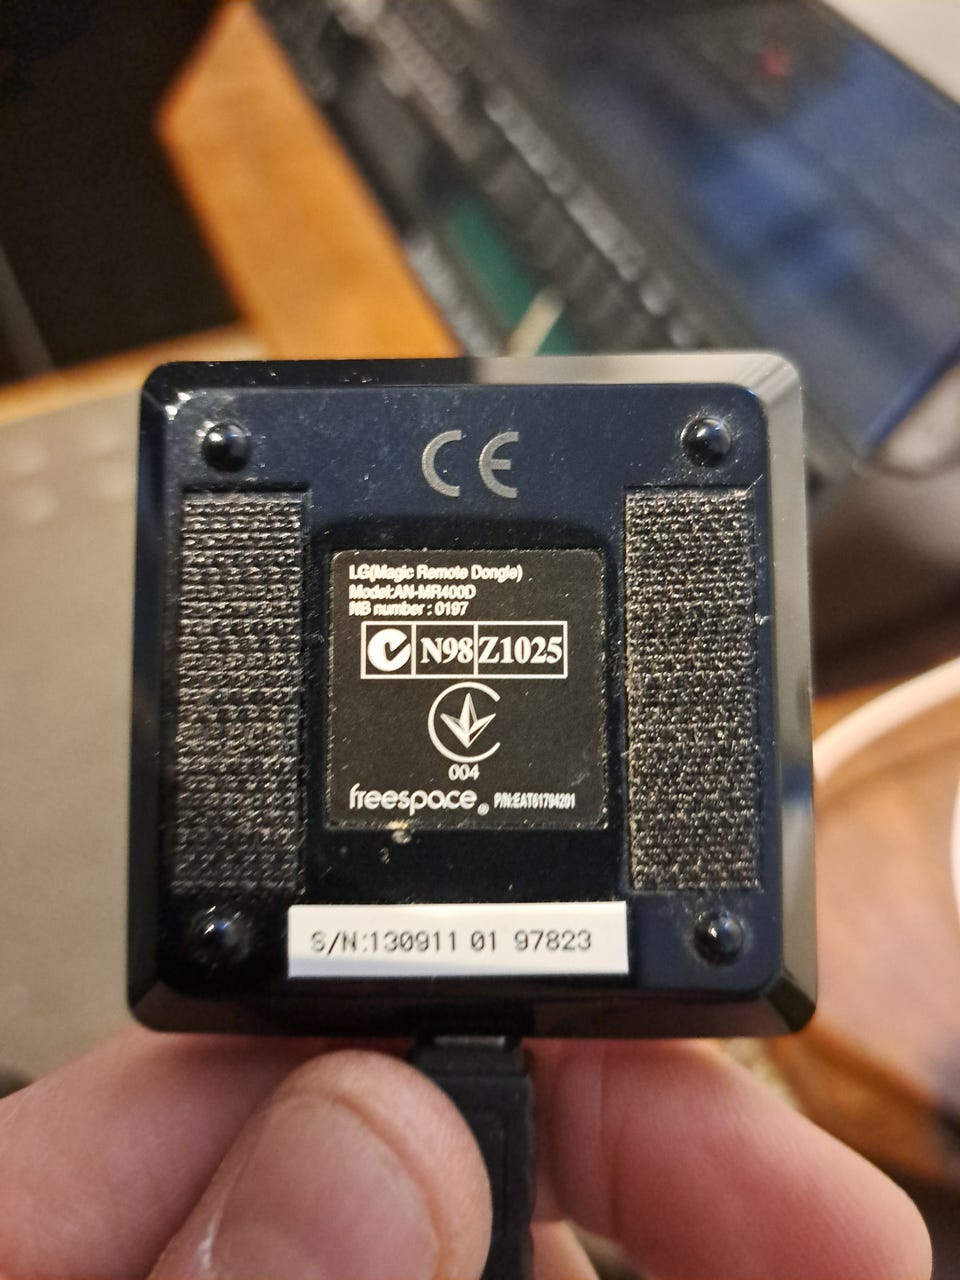 CE
LG(Magic Remote Dongle)
Model:AN-MR400D
NB number : 0197
N98 Z1025
004
freespace® P/N:EAT61794201
S/N:130911 01 97823